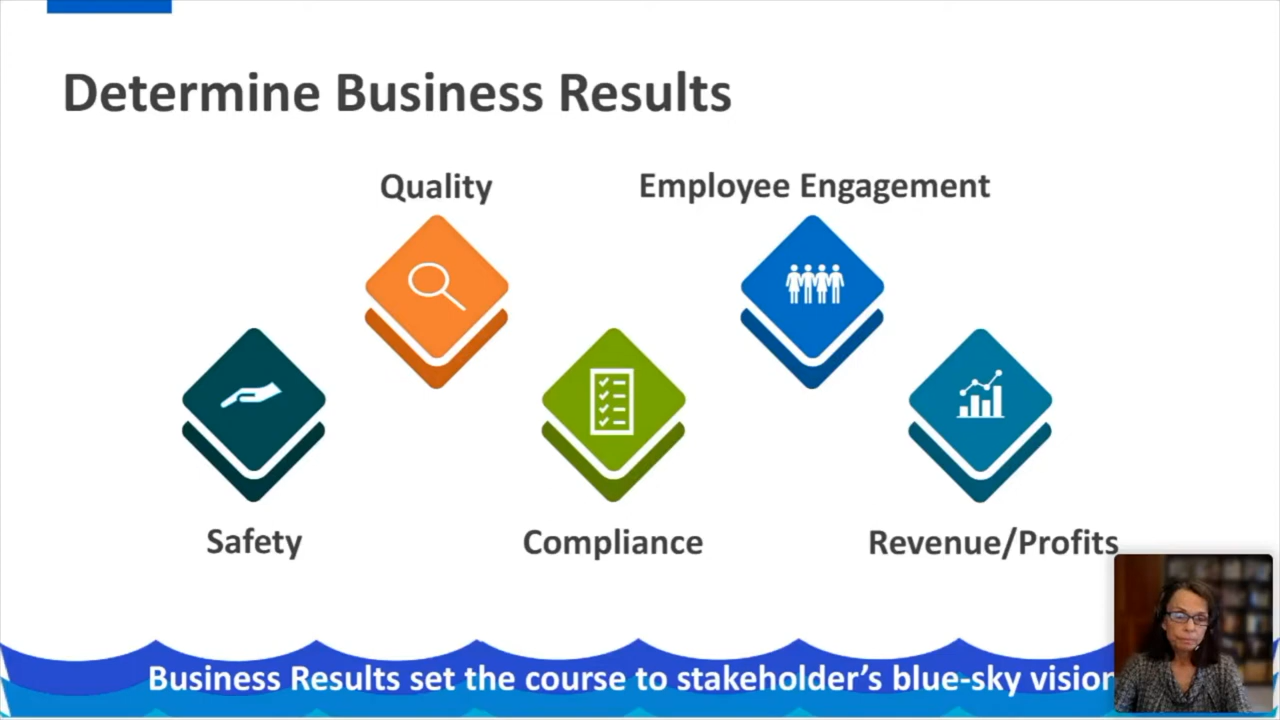 Determine Business Results
Quality
Employee Engagement
Safety
Compliance
Revenue/Profits
Business Results set the course to stakeholder's blue-sky vision